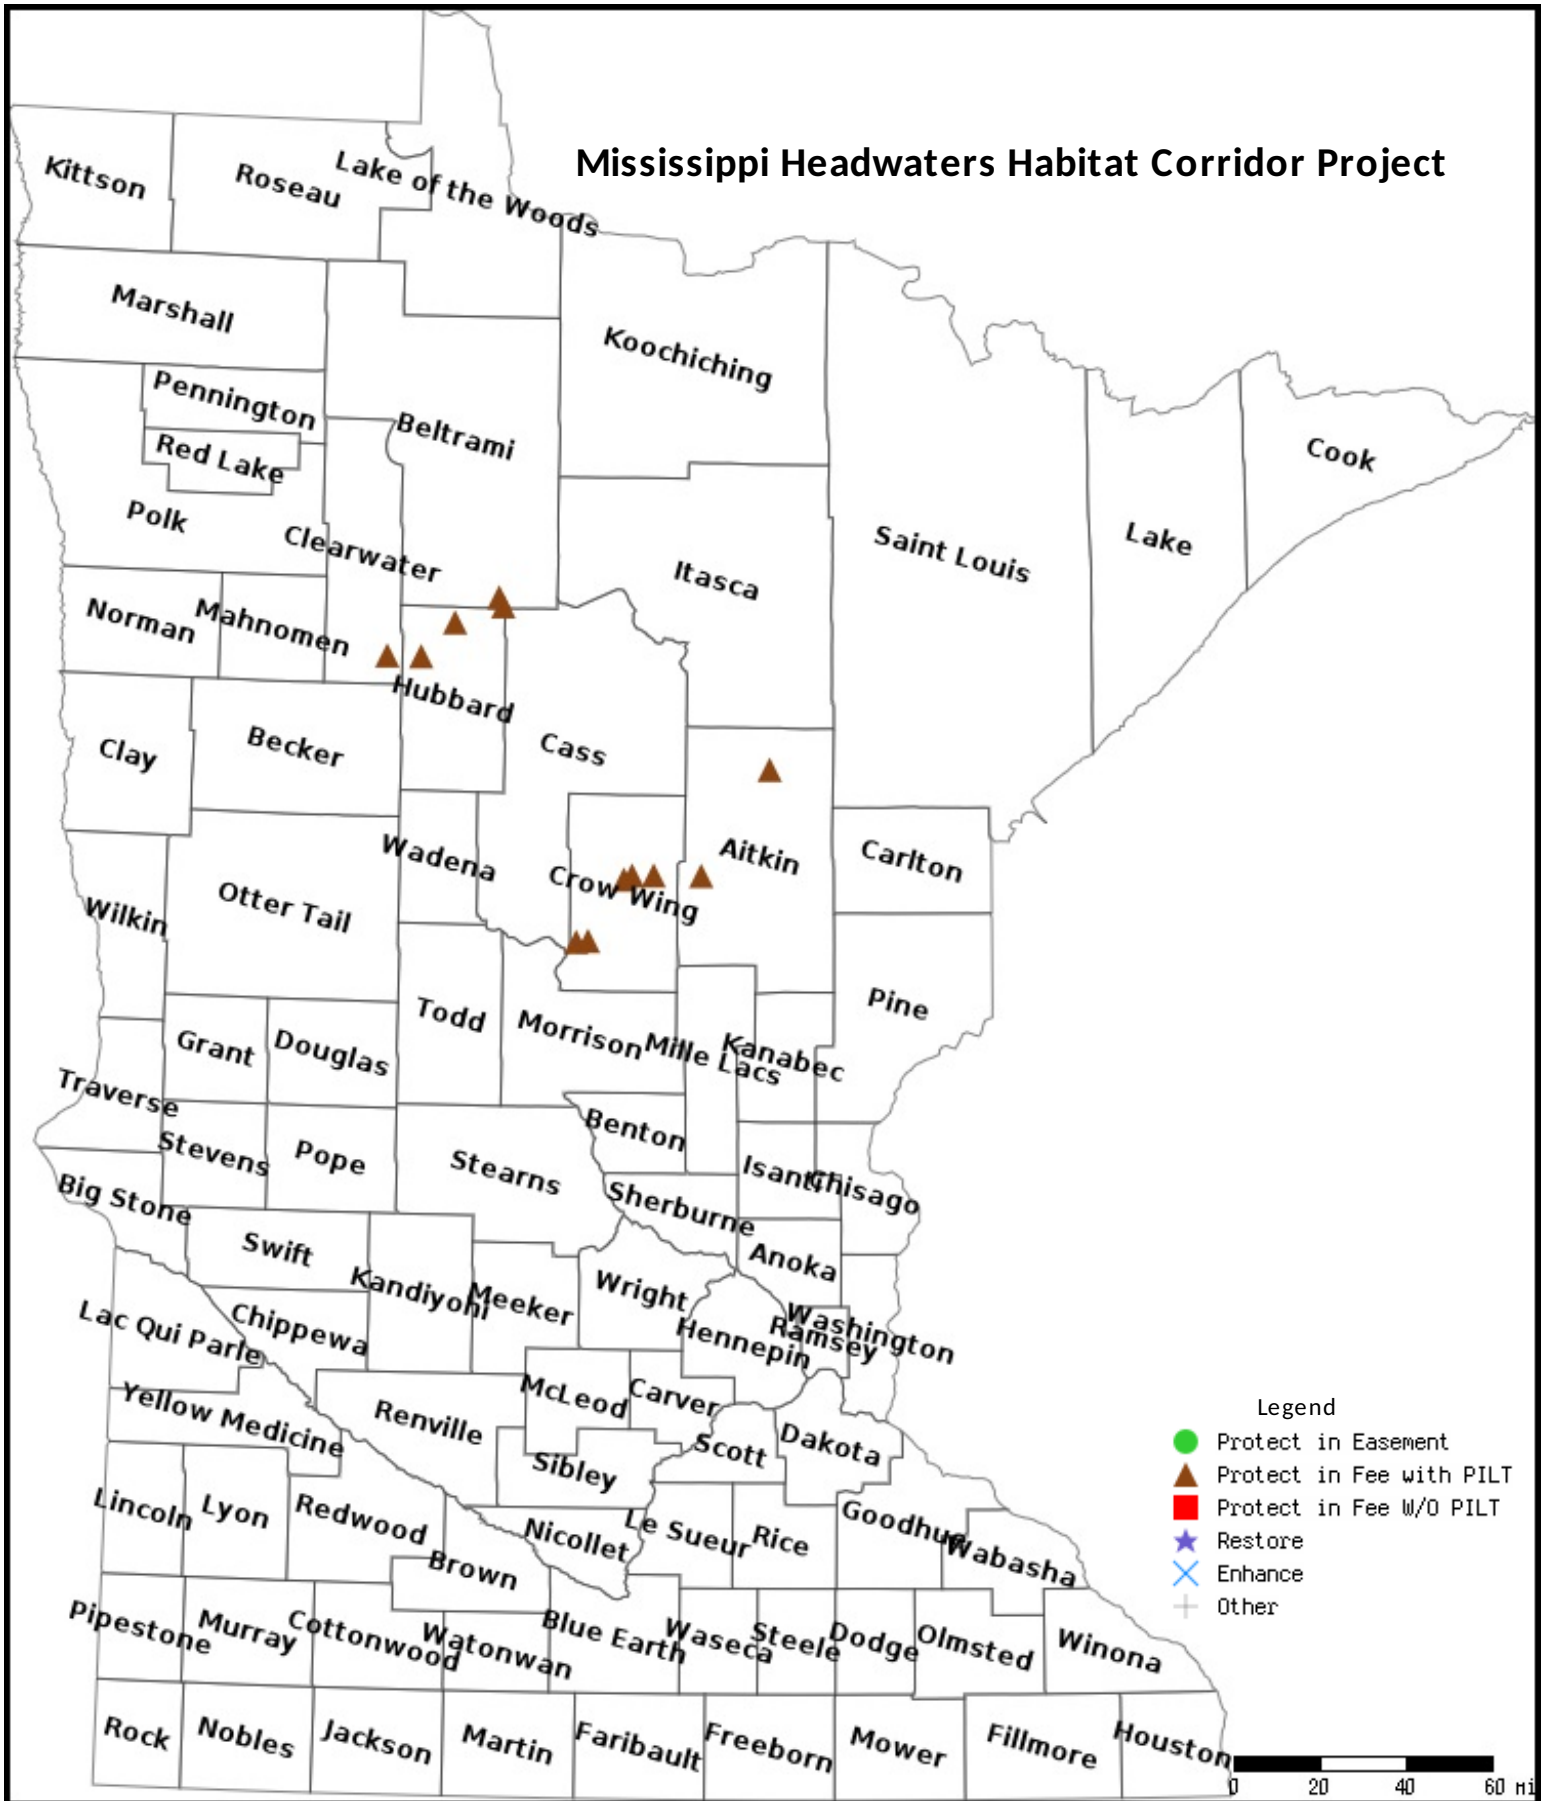 Mississippi Headwaters Habitat Corridor Project
Kittson
Roseau
Lake of the Woods
Marshall
Koochiching
Pennington
Beltrami
Red Lake
Cook
Polk
Clearwater
Saint Louis
Lake
Itasca
Norman
Mahnomen
Hubbard
Clay
Becker
Cass
Wadena
Aitkin
Carlton
Crow Wing
Otter Tail
Wilkin
Pine
Todd
Morrison
Mille Lacs
Kanabec
Grant
Douglas
Traverse
Benton
Stevens
Pope
Stearns
Isanti
Chisago
Big Stone
Sherburne
Swift
Anoka
Kandiyohi
Meeker
Wright
Lac Qui Parle
Chippewa
Hennepin
Ramsey
Washington
McLeod
Carver
Yellow Medicine
Renville
Scott
Dakota
Sibley
Lincoln
Lyon
Redwood
Nicollet
Le Sueur
Rice
Goodhue
Wabasha
Brown
Pipestone
Murray
Cottonwood
Watonwan
Blue Earth
Waseca
Steele
Dodge
Olmsted
Winona
Rock
Nobles
Jackson
Martin
Faribault
Freeborn
Mower
Fillmore
Houston
Legend
Protect in Easement
Protect in Fee with PILT
Protect in Fee W/O PILT
Restore
Enhance
Other
0 20 40 60 mi